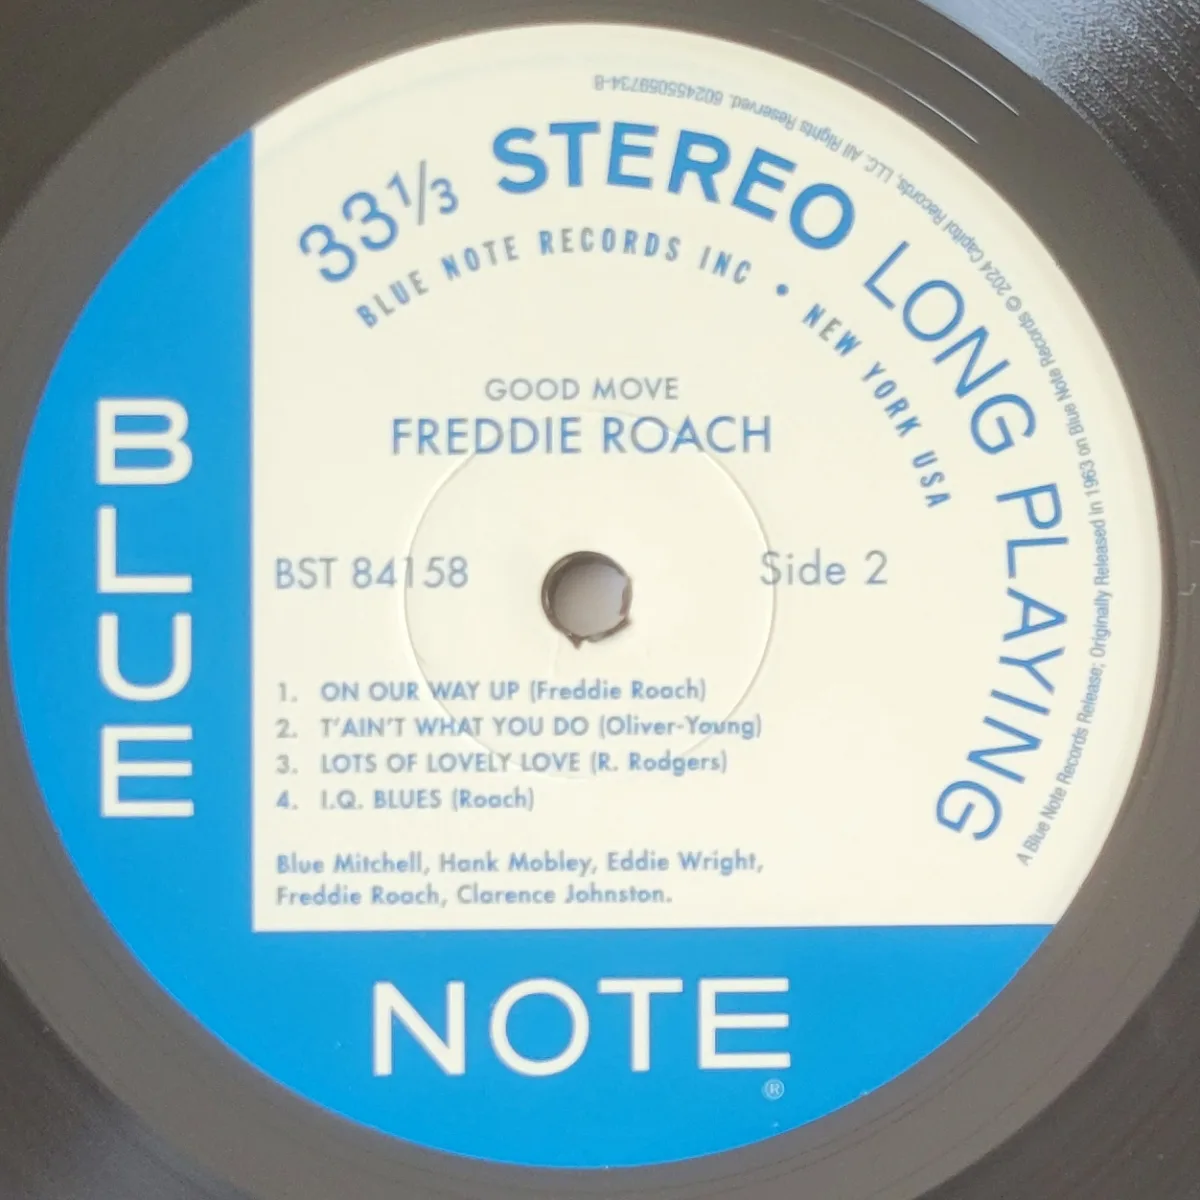 33⅓ STEREO LONG PLAYING
BLUE NOTE RECORDS INC • NEW YORK USA
A Blue Note Records Release; Originally Released in 1963 on Blue Note Records © 2024 Capitol Records, LLC. All Rights Reserved. 602455059734-B
GOOD MOVE
FREDDIE ROACH
BST 84158
Side 2
1. ON OUR WAY UP (Freddie Roach)
2. T'AIN'T WHAT YOU DO (Oliver-Young)
3. LOTS OF LOVELY LOVE (R. Rodgers)
4. I.Q. BLUES (Roach)
Blue Mitchell, Hank Mobley, Eddie Wright,
Freddie Roach, Clarence Johnston.
BLUE
NOTE
®